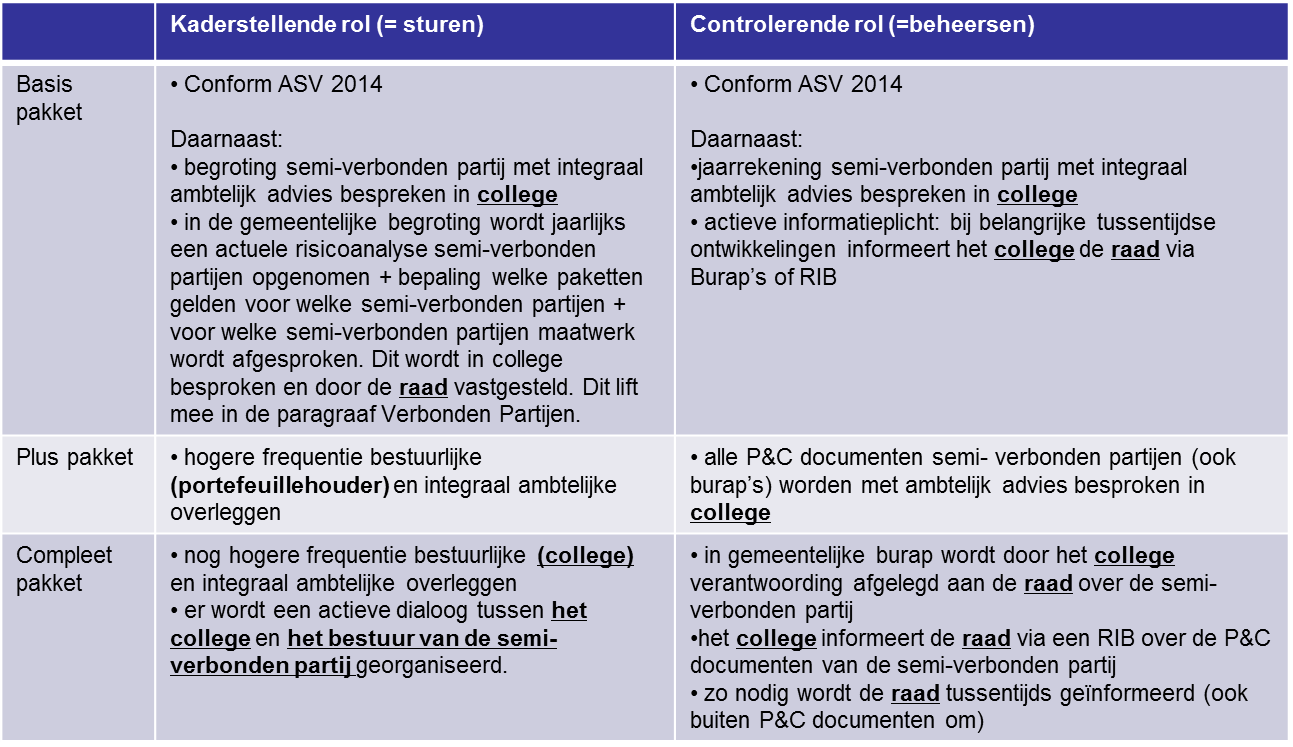 Kaderstellende rol (= sturen)
Controlerende rol (=beheersen)
Basis
pakket
• Conform ASV 2014
Daarnaast:
• begroting semi-verbonden partij met integraal
ambtelijk advies bespreken in college
• in de gemeentelijke begroting wordt jaarlijks
een actuele risicoanalyse semi-verbonden
partijen opgenomen + bepaling welke paketten
gelden voor welke semi-verbonden partijen +
voor welke semi-verbonden partijen maatwerk
wordt afgesproken. Dit wordt in college
besproken en door de raad vastgesteld. Dit lift
mee in de paragraaf Verbonden Partijen.
• Conform ASV 2014
Daarnaast:
•jaarrekening semi-verbonden partij met integraal
ambtelijk advies bespreken in college
• actieve informatieplicht: bij belangrijke tussentijdse
ontwikkelingen informeert het college de raad via
Burap's of RIB
Plus pakket
• hogere frequentie bestuurlijke
(portefeuillehouder) en integraal ambtelijke
overleggen
• alle P&C documenten semi- verbonden partijen (ook
burap's) worden met ambtelijk advies besproken in
college
Compleet
pakket
• nog hogere frequentie bestuurlijke (college)
en integraal ambtelijke overleggen
• er wordt een actieve dialoog tussen het
college en het bestuur van de semi-
verbonden partij georganiseerd.
• in gemeentelijke burap wordt door het college
verantwoording afgelegd aan de raad over de semi-
verbonden partij
•het college informeert de raad via een RIB over de P&C
documenten van de semi-verbonden partij
• zo nodig wordt de raad tussentijds geïnformeerd (ook
buiten P&C documenten om)